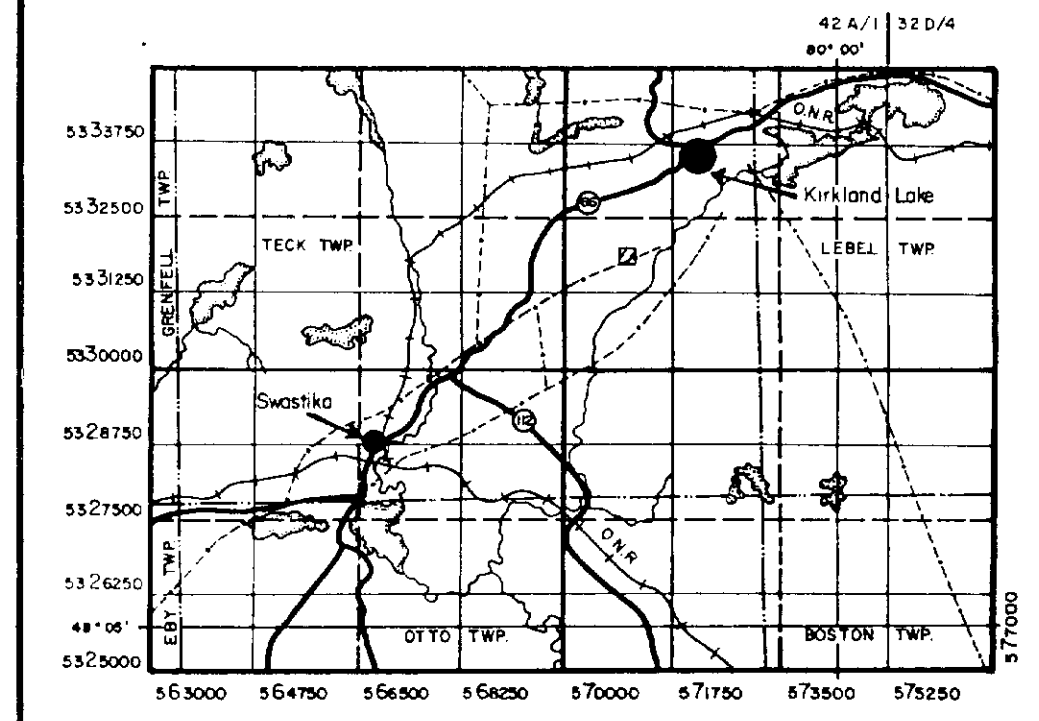 42 A/1 32 D/4
80° 00'
O.N.R.
5333750
Kirkland Lake
66
5332500
GRENFELL TWP.
TECK TWP.
LEBEL TWP.
5331250
5330000
Swastika
112
5328750
5327500
O.N.R.
EBY TWP.
5326250
48° 05'
OTTO TWP.
BOSTON TWP.
577000
5325000
563000 564750 566500 568250 570000 571750 573500 575250